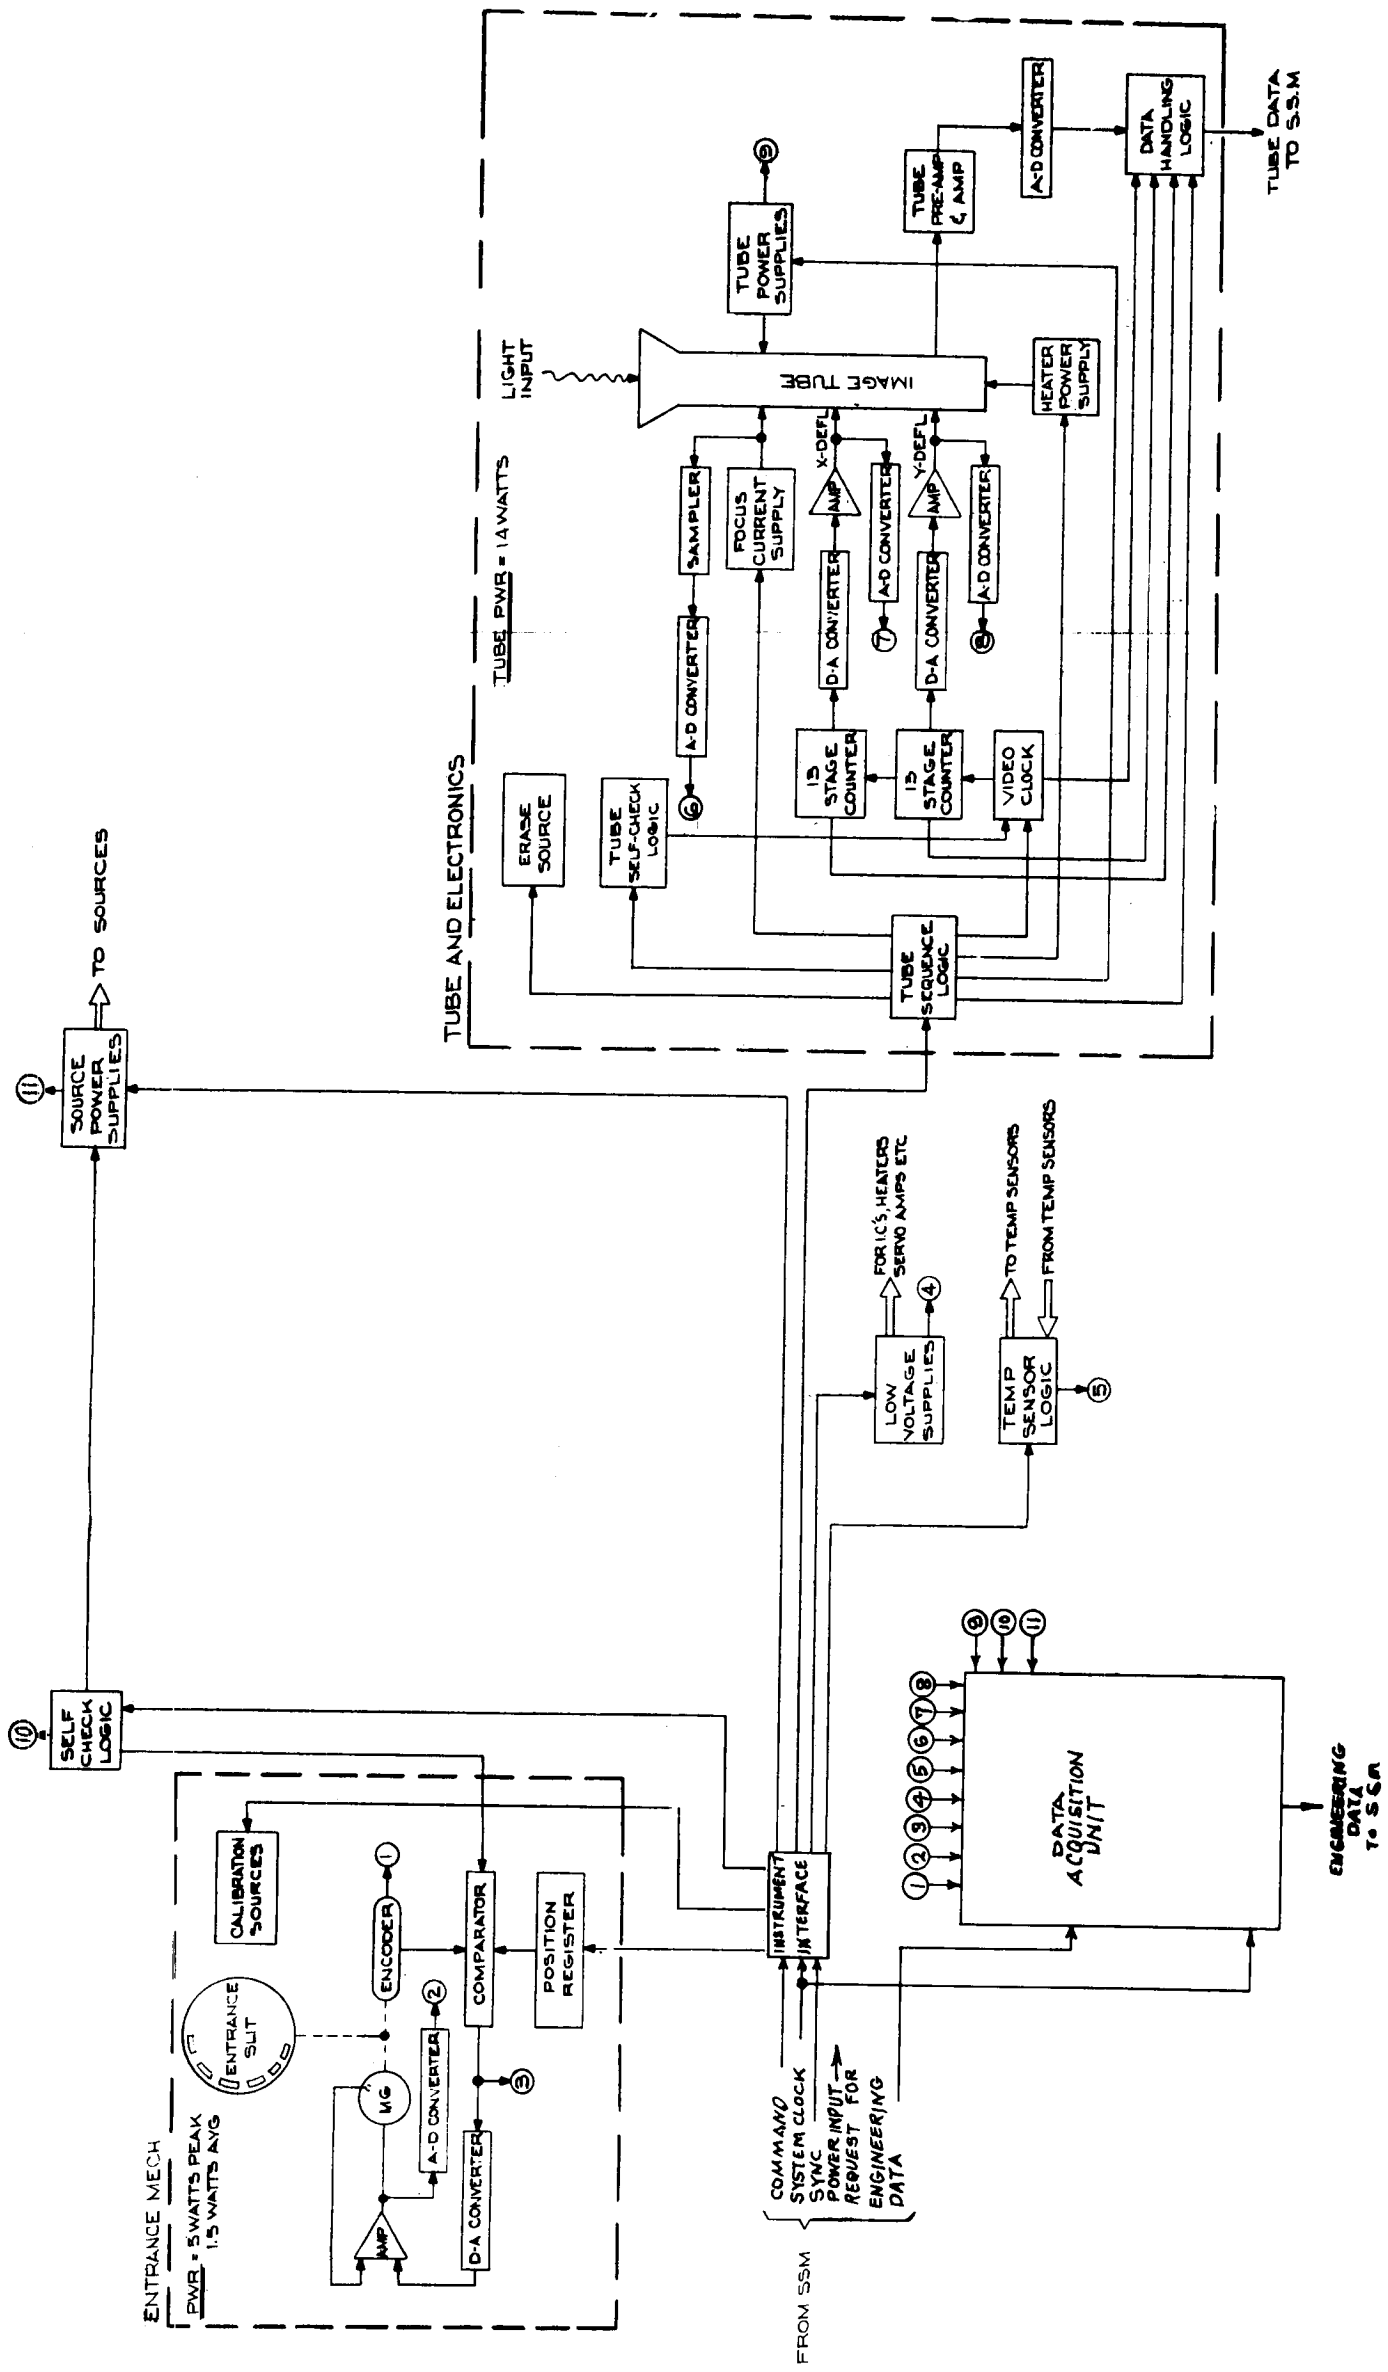 ENTRANCE MECH
PWR = 5 WATTS PEAK
1.5 WATTS AVG
ENTRANCE
SLIT
CALIBRATION
SOURCES
MG
ENCODER
1
AMP
A-D CONVERTER
2
D-A CONVERTER
3
COMPARATOR
POSITION
REGISTER
10
SELF
CHECK
LOGIC
11
SOURCE
POWER
SUPPLIES
TO SOURCES
FROM SSM
COMMAND
SYSTEM CLOCK
SYNC
POWER INPUT
REQUEST FOR
ENGINEERING
DATA
INSTRUMENT
INTERFACE
1
2
3
4
5
6
7
8
9
10
11
DATA
ACQUISITION
UNIT
ENGINEERING
DATA
TO SSM
LOW
VOLTAGE
SUPPLIES
FOR I.C'S, HEATERS
SERVO AMPS ETC
4
TEMP
SENSOR
LOGIC
TO TEMP SENSORS
FROM TEMP SENSORS
5
TUBE AND ELECTRONICS
TUBE PWR = 14 WATTS
LIGHT
INPUT
ERASE
SOURCE
TUBE
SELF-CHECK
LOGIC
6
A-D CONVERTER
SAMPLER
FOCUS
CURRENT
SUPPLY
13
STAGE
COUNTER
D-A CONVERTER
AMP
X-DEFL
7
A-D CONVERTER
13
STAGE
COUNTER
D-A CONVERTER
AMP
Y-DEFL
8
A-D CONVERTER
VIDEO
CLOCK
TUBE
SEQUENCE
LOGIC
IMAGE TUBE
HEATER
POWER
SUPPLY
TUBE
POWER
SUPPLIES
9
TUBE
PRE-AMP
& AMP
A-D CONVERTER
DATA
HANDLING
LOGIC
TUBE DATA
TO S.S.M